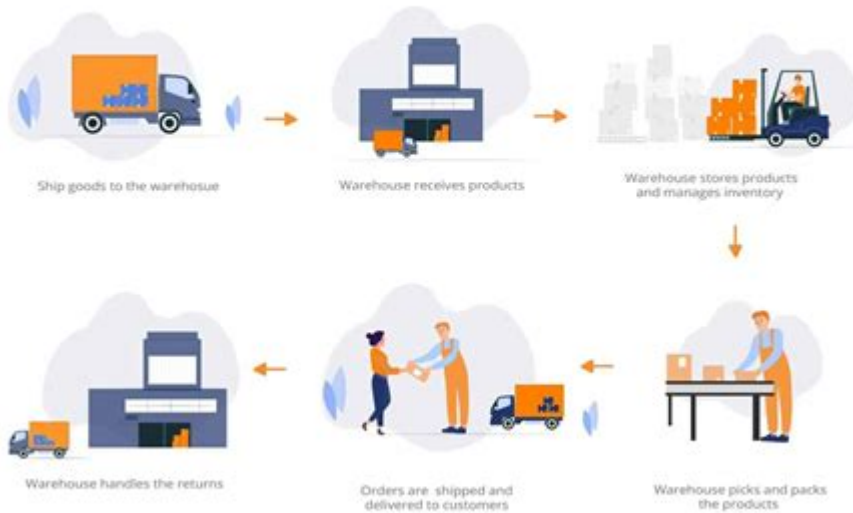 Ship goods to the warehosue
Warehouse receives products
Warehouse stores products
and manages inventory
Warehouse handles the returns
Orders are shipped and
delivered to customers
Warehouse picks and packs
the products